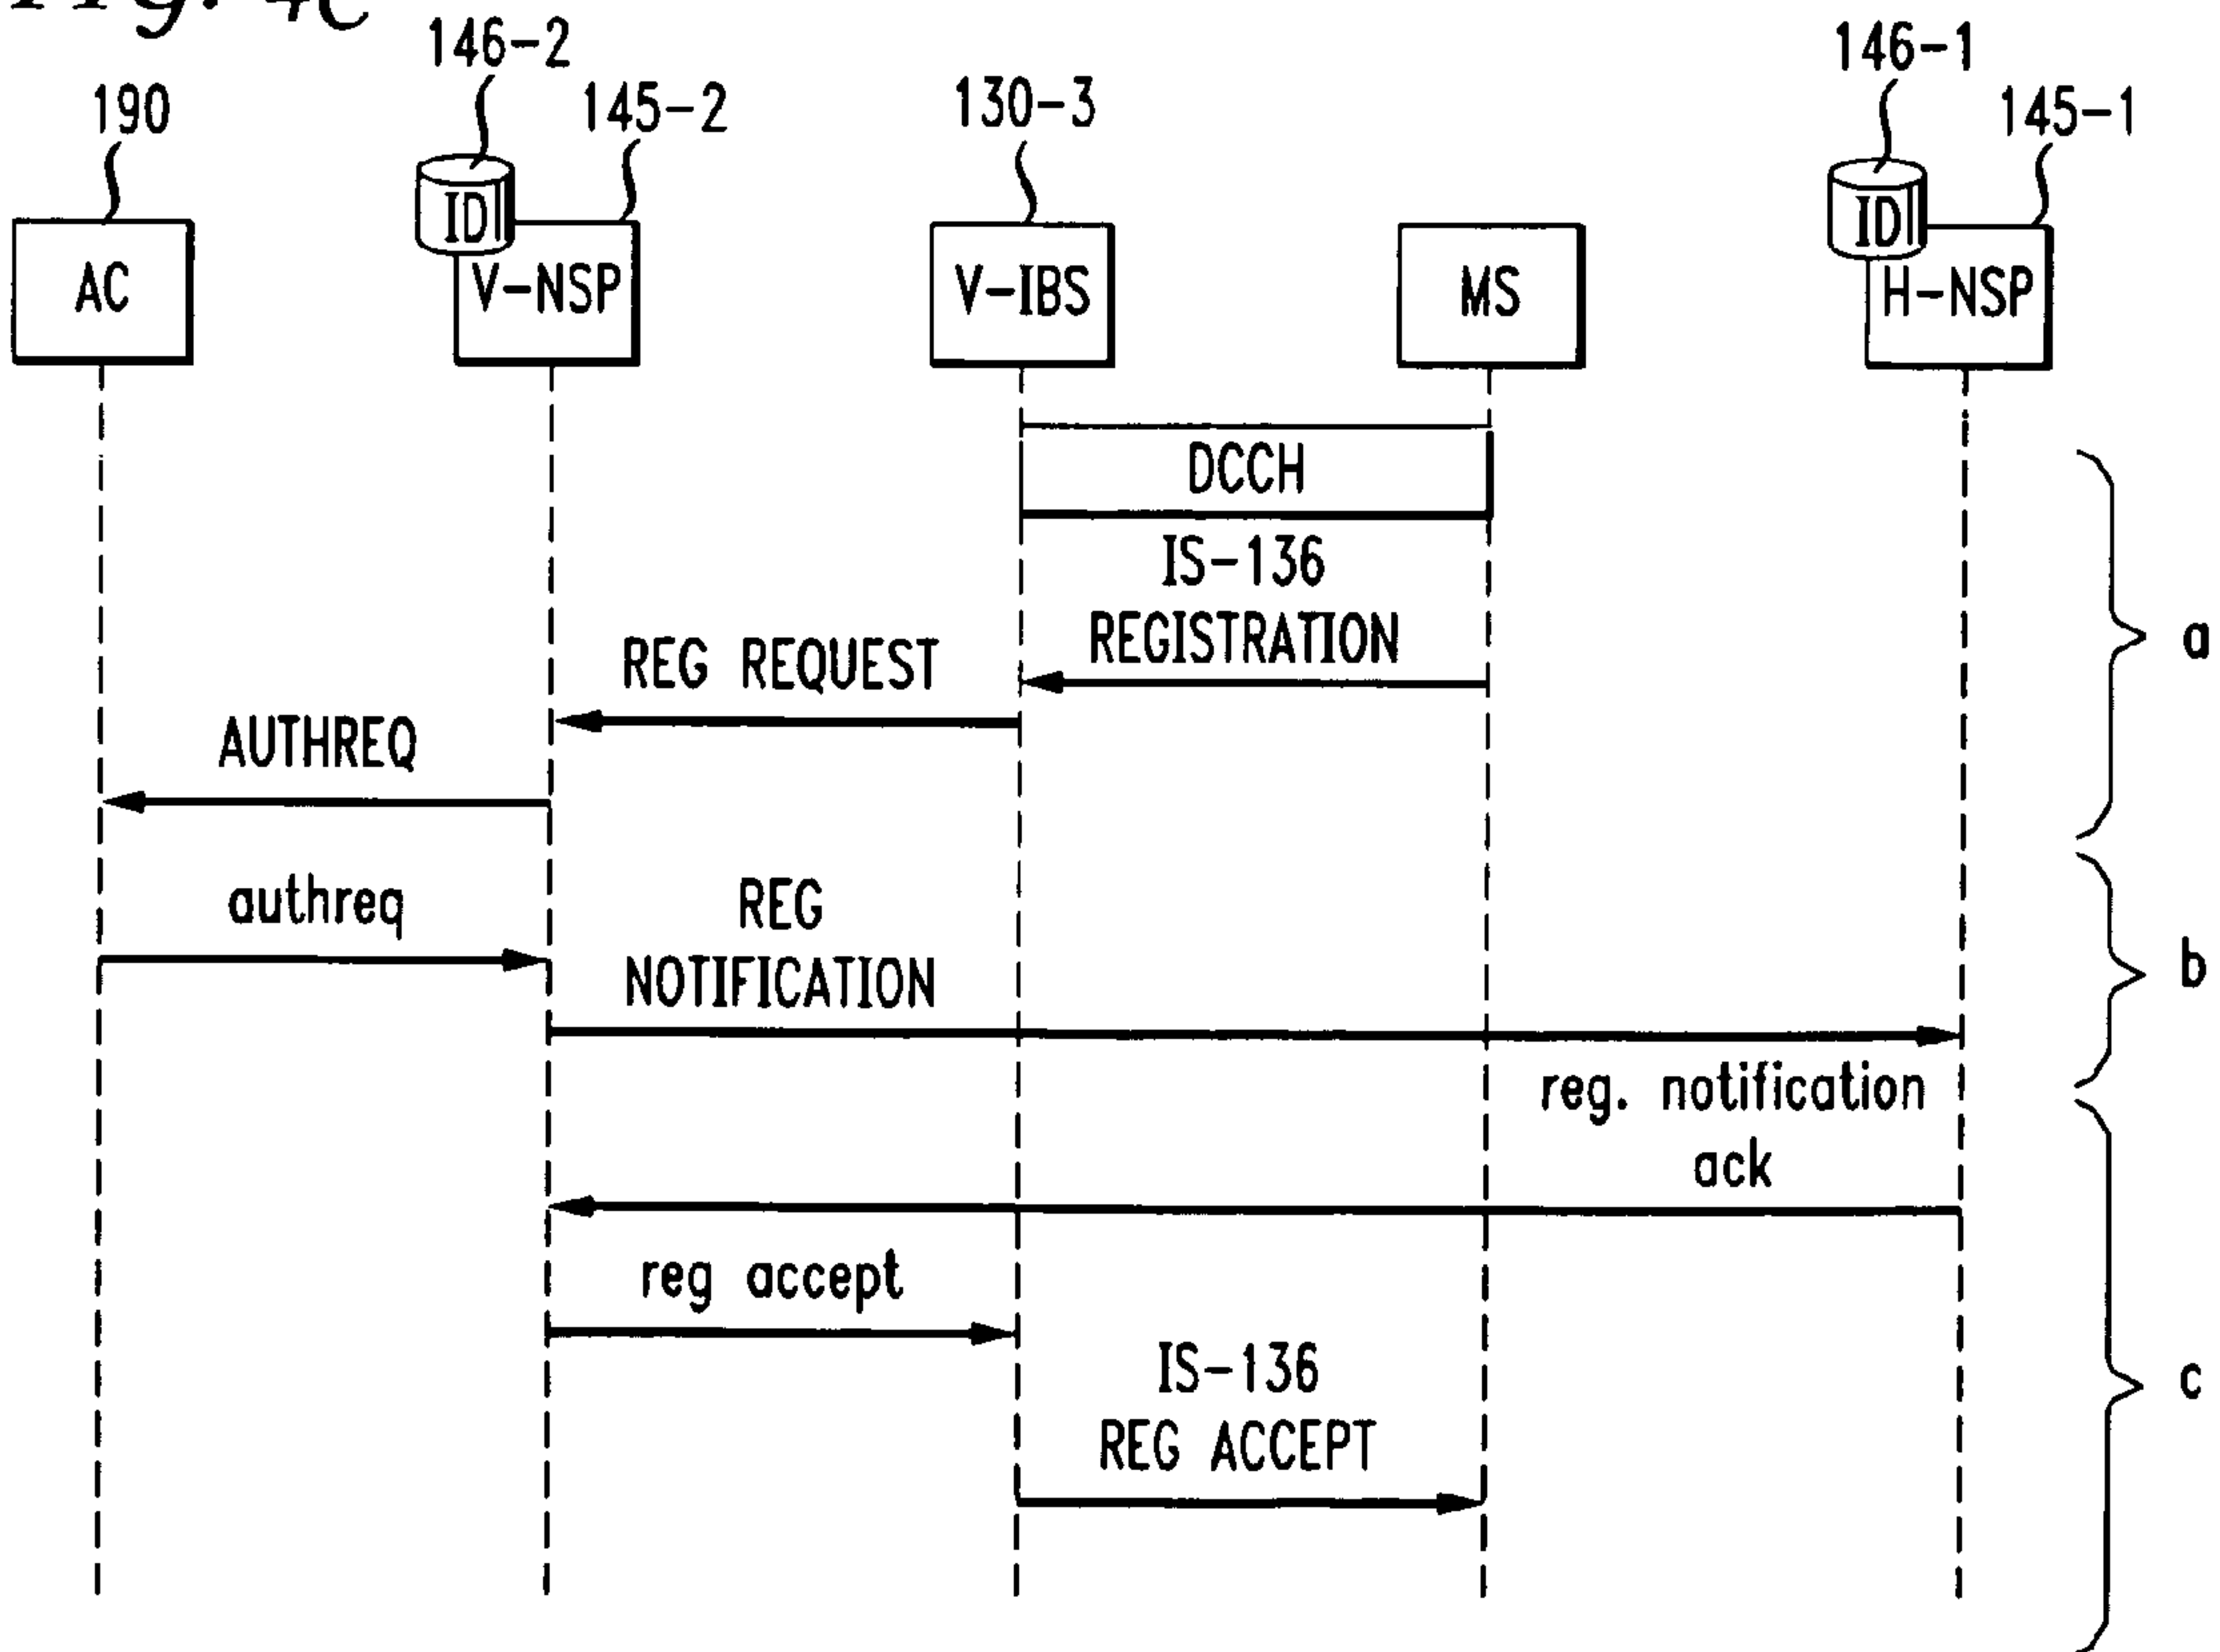 Fig. 4C
146-2
146-1
190
145-2
130-3
145-1
ID
ID
AC
V-NSP
V-IBS
MS
H-NSP
DCCH
IS-136
REGISTRATION
REG REQUEST
a
AUTHREQ
authreq
REG
NOTIFICATION
b
reg. notification
ack
reg accept
IS-136
REG ACCEPT
c